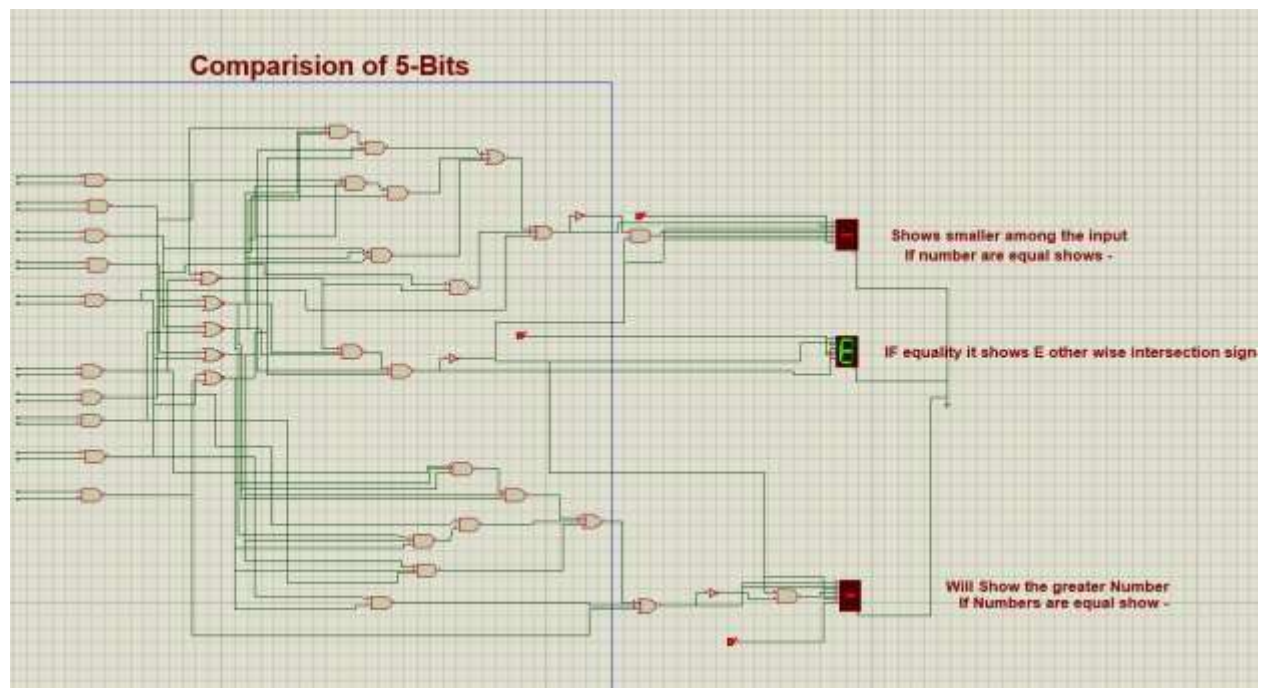 Comparision of 5-Bits
Shows smaller among the input
If number are equal shows -
E
IF equality it shows E other wise intersection sign
Will Show the greater Number
If Numbers are equal show -